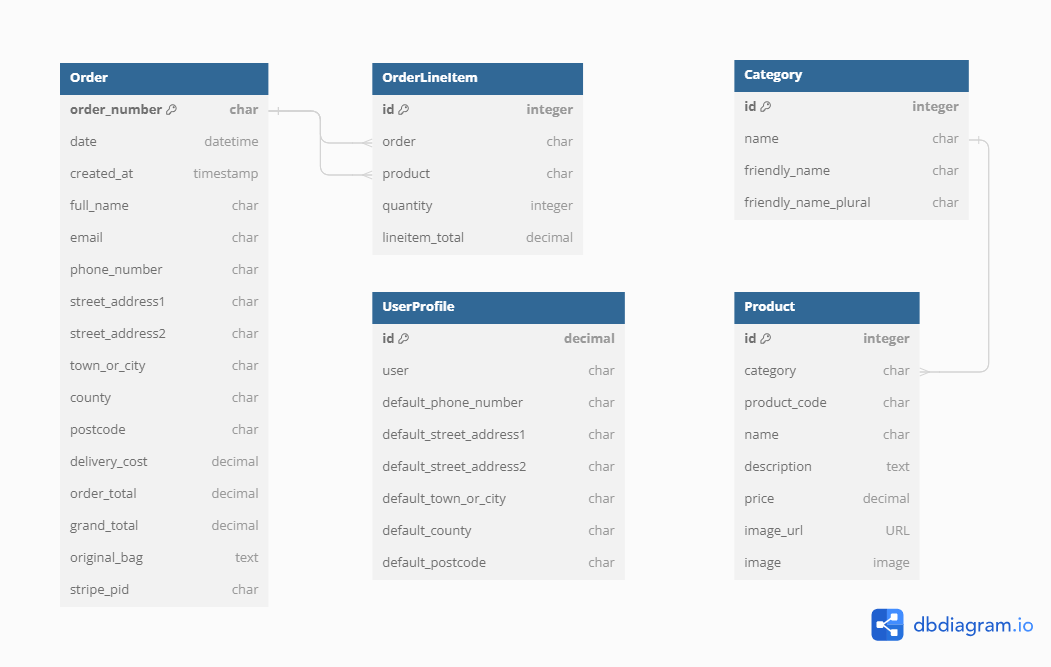 Order
order_number char
date datetime
created_at timestamp
full_name char
email char
phone_number char
street_address1 char
street_address2 char
town_or_city char
county char
postcode char
delivery_cost decimal
order_total decimal
grand_total decimal
original_bag text
stripe_pid char
OrderLineItem
id integer
order char
product char
quantity integer
lineitem_total decimal
UserProfile
id decimal
user char
default_phone_number char
default_street_address1 char
default_street_address2 char
default_town_or_city char
default_county char
default_postcode char
Category
id integer
name char
friendly_name char
friendly_name_plural char
Product
id integer
category char
product_code char
name char
description text
price decimal
image_url URL
image image
dbdiagram.io